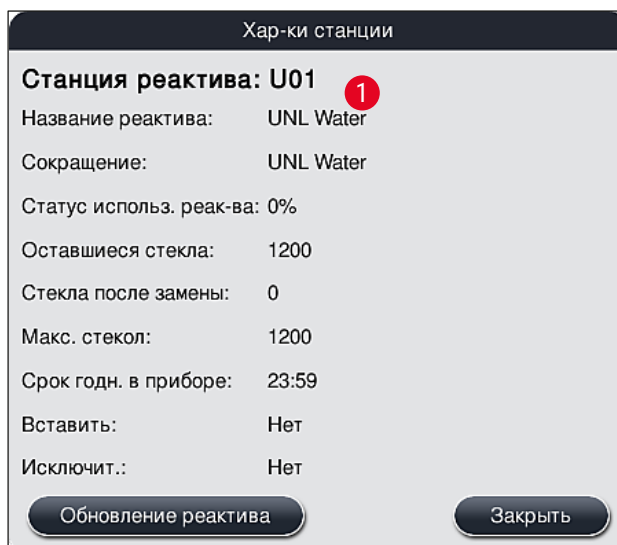 Хар-ки станции
Станция реактива: U01
1
Название реактива: UNL Water
Сокращение: UNL Water
Статус использ. реак-ва: 0%
Оставшиеся стекла: 1200
Стекла после замены: 0
Макс. стекол: 1200
Срок годн. в приборе: 23:59
Вставить: Нет
Исключит.: Нет
Обновление реактива Закрыть